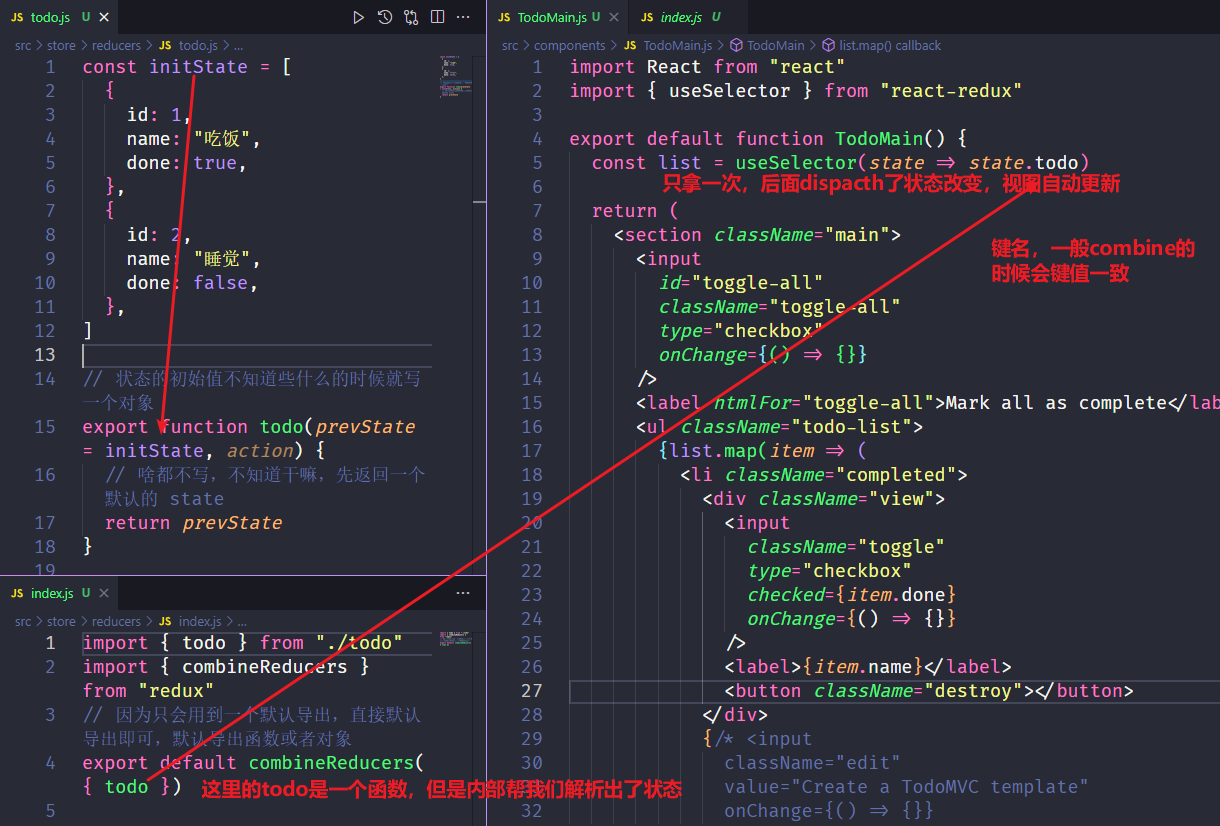 JS todo.js U ×
src > store > reducers > JS todo.js > ...
1 const initState = [
2 {
3 id: 1,
4 name: "吃饭",
5 done: true,
6 },
7 {
8 id: 2,
9 name: "睡觉",
10 done: false,
11 },
12 ]
13
14 // 状态的初始值不知道些什么的时候就写
一个对象
15 export function todo(prevState
= initState, action) {
16 // 啥都不写，不知道干嘛，先返回一个
默认的 state
17 return prevState
18 }
19
JS index.js U ×
src > store > reducers > JS index.js > ...
1 import { todo } from "./todo"
2 import { combineReducers }
from "redux"
3 // 因为只会用到一个默认导出，直接默认
导出即可，默认导出函数或者对象
4 export default combineReducers(
{ todo })
5
这里的todo是一个函数，但是内部帮我们解析出了状态
JS TodoMain.js U × JS index.js U
src > components > JS TodoMain.js > TodoMain > list.map() callback
1 import React from "react"
2 import { useSelector } from "react-redux"
3
4 export default function TodoMain() {
5 const list = useSelector(state => state.todo)
只拿一次，后面dispacth了状态改变，视图自动更新
6
7 return (
8 <section className="main">
键名，一般combine的
时候会键值一致
9 <input
10 id="toggle-all"
11 className="toggle-all"
12 type="checkbox"
13 onChange={() => {}}
14 />
15 <label htmlFor="toggle-all">Mark all as complete</lab
16 <ul className="todo-list">
17 {list.map(item => (
18 <li className="completed">
19 <div className="view">
20 <input
21 className="toggle"
22 type="checkbox"
23 checked={item.done}
24 onChange={() => {}}
25 />
26 <label>{item.name}</label>
27 <button className="destroy"></button>
28 </div>
29 {/* <input
30 className="edit"
31 value="Create a TodoMVC template"
32 onChange={() => {}}